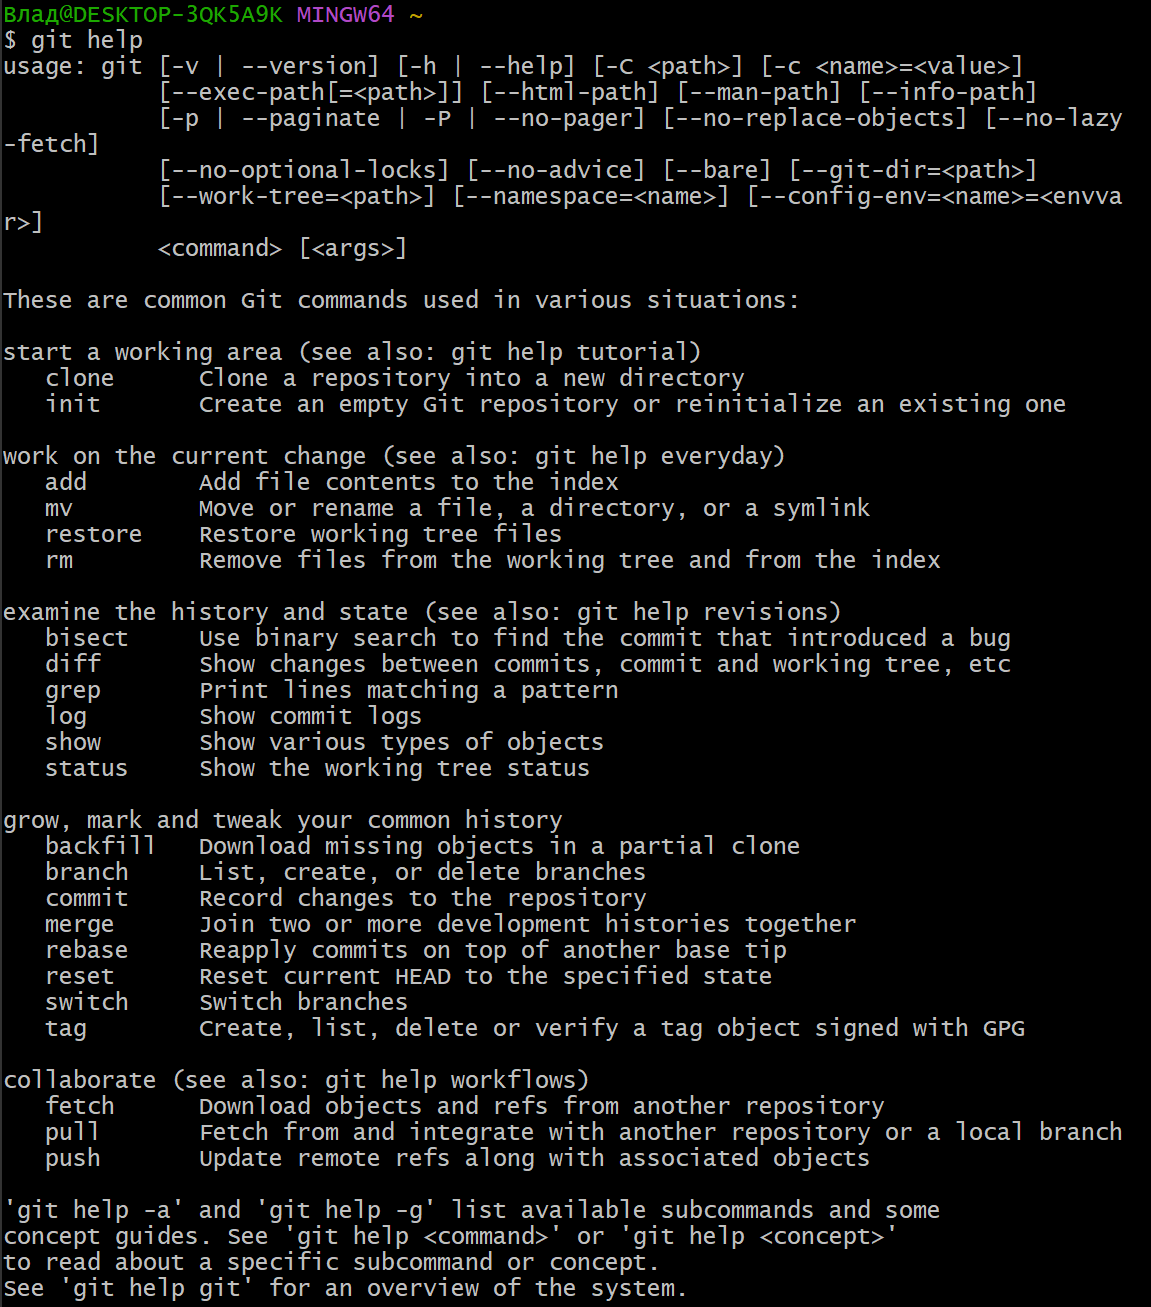 Влад@DESKTOP-3QK5A9K MINGW64 ~
$ git help
usage: git [-v | --version] [-h | --help] [-C <path>] [-c <name>=<value>]
           [--exec-path[=<path>]] [--html-path] [--man-path] [--info-path]
           [-p | --paginate | -P | --no-pager] [--no-replace-objects] [--no-lazy
-fetch]
           [--no-optional-locks] [--no-advice] [--bare] [--git-dir=<path>]
           [--work-tree=<path>] [--namespace=<name>] [--config-env=<name>=<envva
r>]
           <command> [<args>]

These are common Git commands used in various situations:

start a working area (see also: git help tutorial)
   clone      Clone a repository into a new directory
   init       Create an empty Git repository or reinitialize an existing one

work on the current change (see also: git help everyday)
   add        Add file contents to the index
   mv         Move or rename a file, a directory, or a symlink
   restore    Restore working tree files
   rm         Remove files from the working tree and from the index

examine the history and state (see also: git help revisions)
   bisect     Use binary search to find the commit that introduced a bug
   diff       Show changes between commits, commit and working tree, etc
   grep       Print lines matching a pattern
   log        Show commit logs
   show       Show various types of objects
   status     Show the working tree status

grow, mark and tweak your common history
   backfill   Download missing objects in a partial clone
   branch     List, create, or delete branches
   commit     Record changes to the repository
   merge      Join two or more development histories together
   rebase     Reapply commits on top of another base tip
   reset      Reset current HEAD to the specified state
   switch     Switch branches
   tag        Create, list, delete or verify a tag object signed with GPG

collaborate (see also: git help workflows)
   fetch      Download objects and refs from another repository
   pull       Fetch from and integrate with another repository or a local branch
   push       Update remote refs along with associated objects

'git help -a' and 'git help -g' list available subcommands and some
concept guides. See 'git help <command>' or 'git help <concept>'
to read about a specific subcommand or concept.
See 'git help git' for an overview of the system.